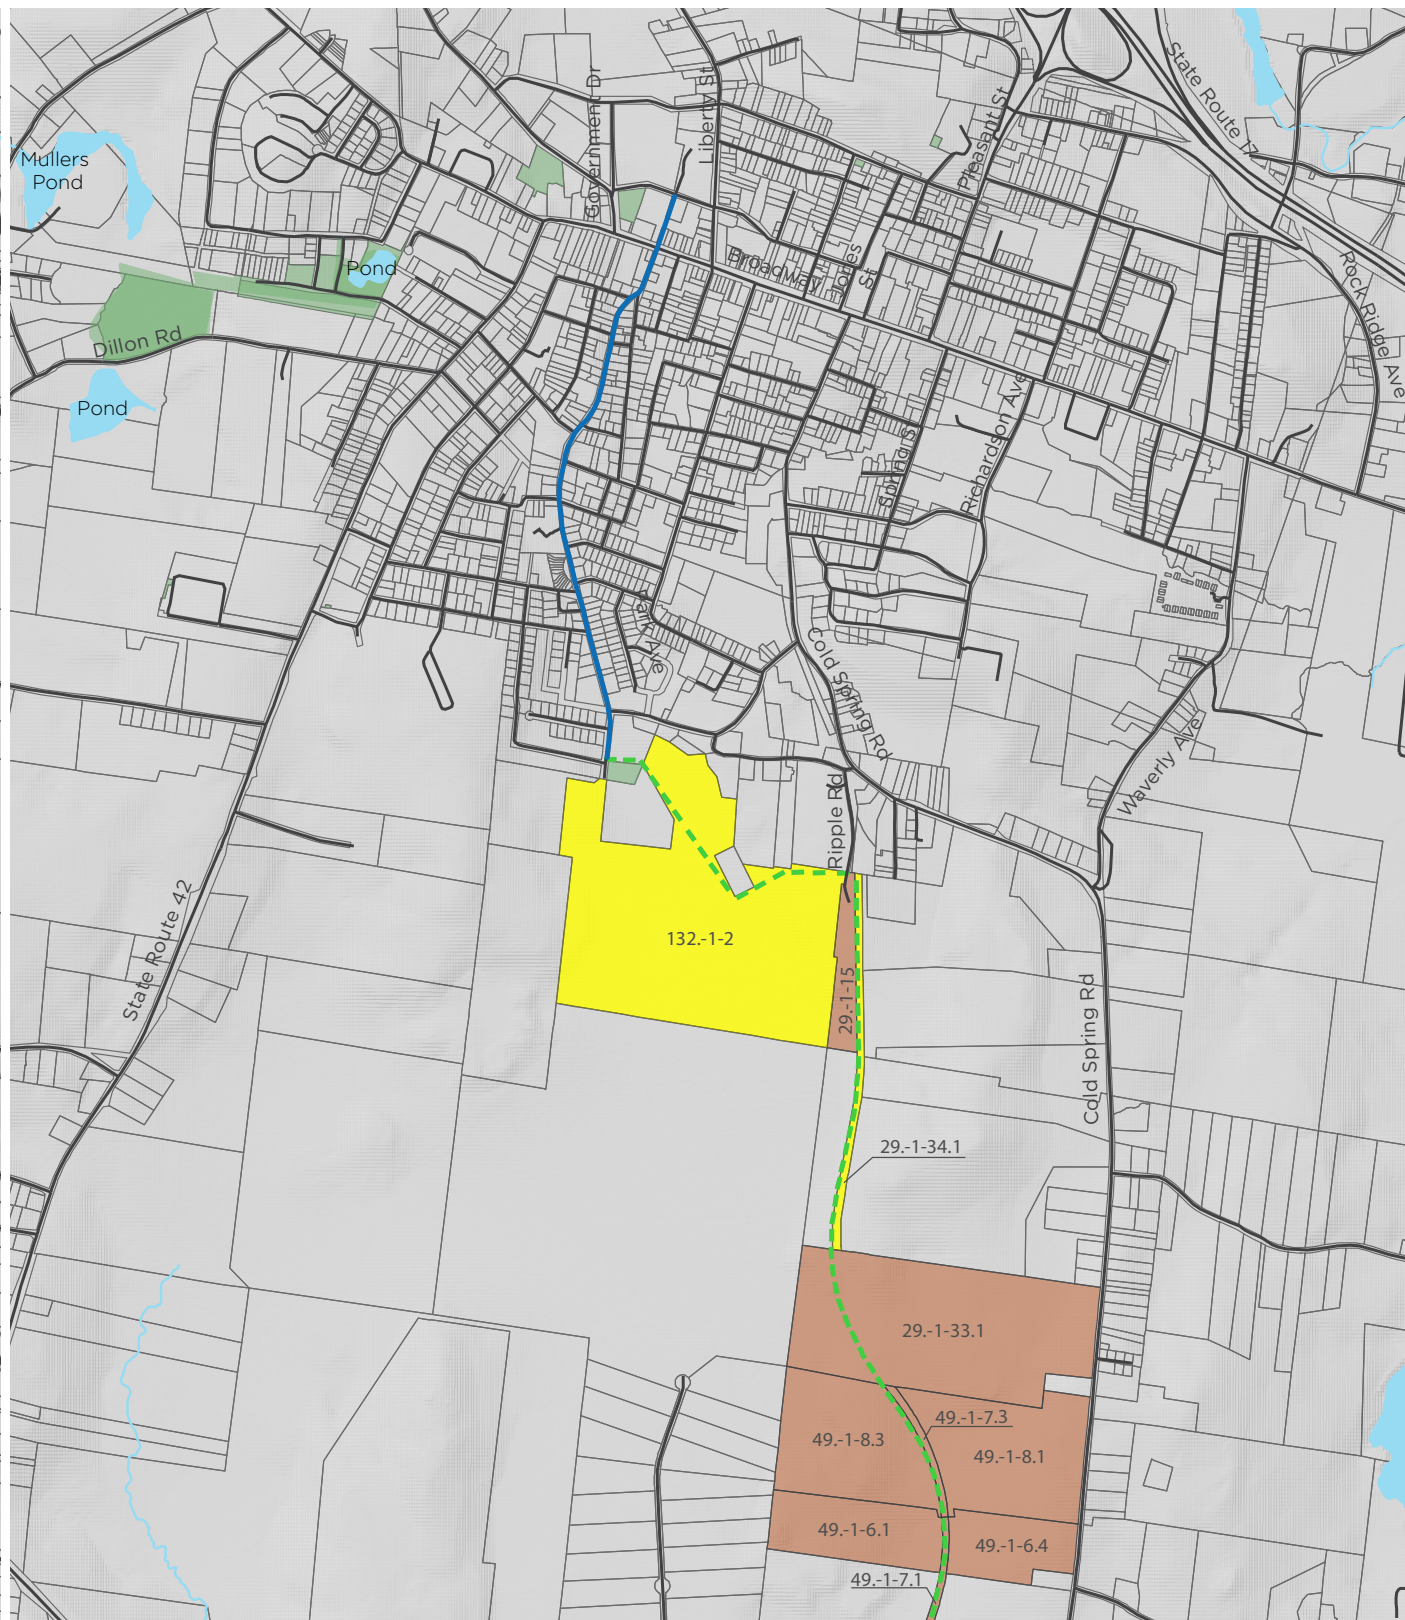 Government Dr
Liberty St
Pleasant St
State Route 17
Mullers
Pond
Pond
Broadway
Jones
St
Rock Ridge Ave
Dillon Rd
Pond
Spring St
Richardson Ave
Park Ave
Cold Spring Rd
Waverly Ave
Ripple Rd
State Route 42
132.-1-2
29.-1-15
Cold Spring Rd
29.-1-34.1
29.-1-33.1
49.-1-7.3
49.-1-8.3
49.-1-8.1
49.-1-6.1
49.-1-6.4
49.-1-7.1